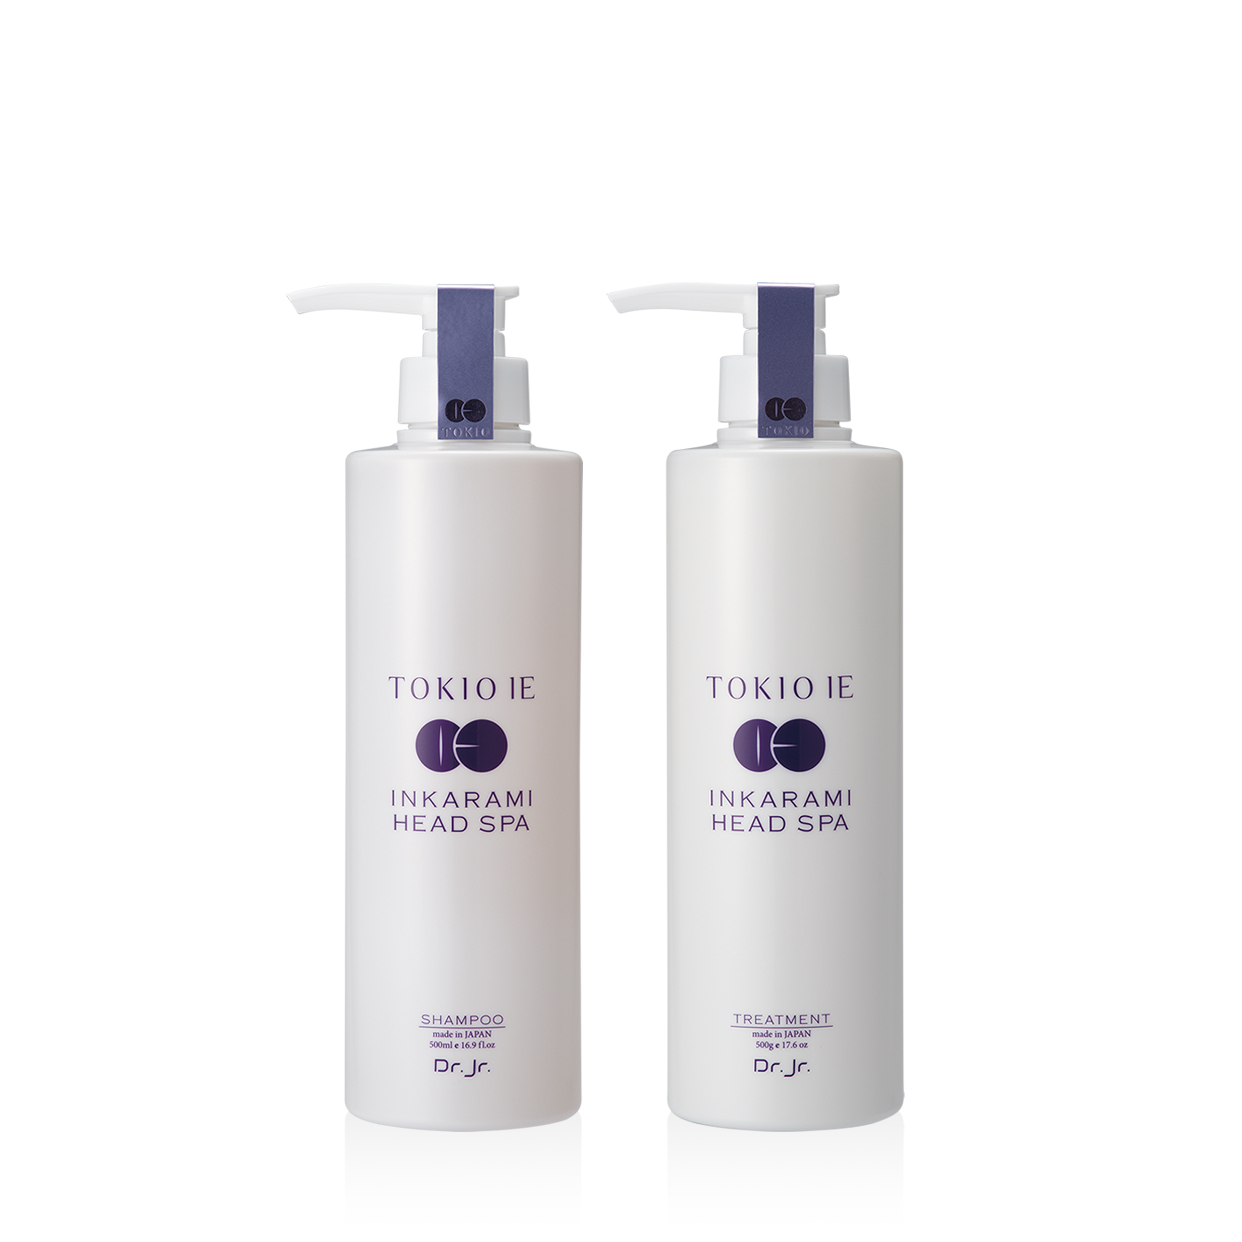 TOKIO
TOKIO IE
INKARAMI
HEAD SPA
SHAMPOO
made in JAPAN
500ml e 16.9 fl.oz
Dr.Jr.
TOKIO
TOKIO IE
INKARAMI
HEAD SPA
TREATMENT
made in JAPAN
500g e 17.6 oz
Dr.Jr.